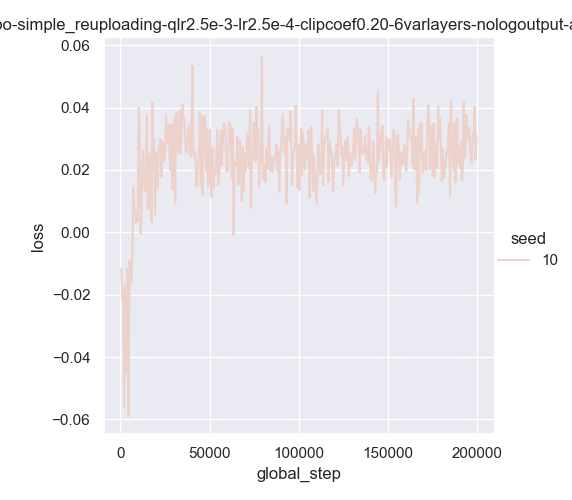 po-simple_reuploading-qlr2.5e-3-lr2.5e-4-clipcoef0.20-6varlayers-nologoutput-a
0.06
0.04
0.02
0.00
−0.02
−0.04
−0.06
loss
0 50000 100000 150000 200000
global_step
seed
10